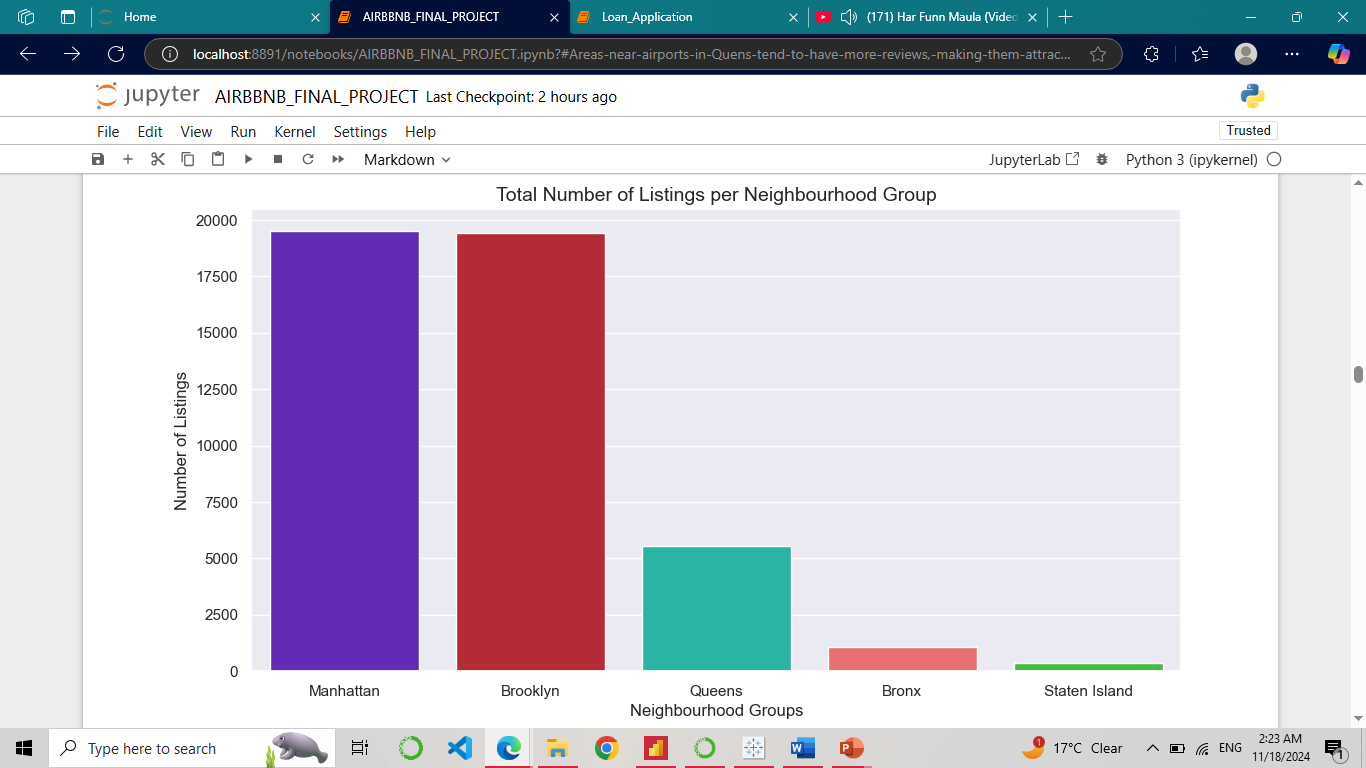 Home
AIRBBNB_FINAL_PROJECT
Loan_Application
(171) Har Funn Maula (Video
localhost:8891/notebooks/AIRBBNB_FINAL_PROJECT.ipynb?#Areas-near-airports-in-Quens-tend-to-have-more-reviews,-making-them-attrac...
jupyter AIRBBNB_FINAL_PROJECT Last Checkpoint: 2 hours ago
File Edit View Run Kernel Settings Help Trusted
Markdown JupyterLab Python 3 (ipykernel)
Total Number of Listings per Neighbourhood Group
Number of Listings
20000
17500
15000
12500
10000
7500
5000
2500
0
Manhattan Brooklyn Queens Bronx Staten Island
Neighbourhood Groups
Type here to search
1
17°C Clear
ENG
2:23 AM
11/18/2024
1